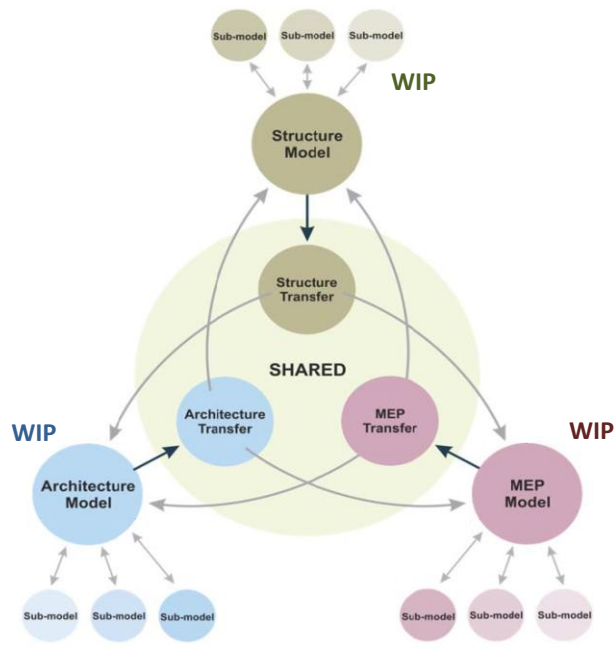 Sub-model Sub-model Sub-model
WIP
Structure
Model
Structure
Transfer
SHARED
Architecture
Transfer
MEP
Transfer
WIP
WIP
Architecture
Model
MEP
Model
Sub-model Sub-model Sub-model
Sub-model Sub-model Sub-model